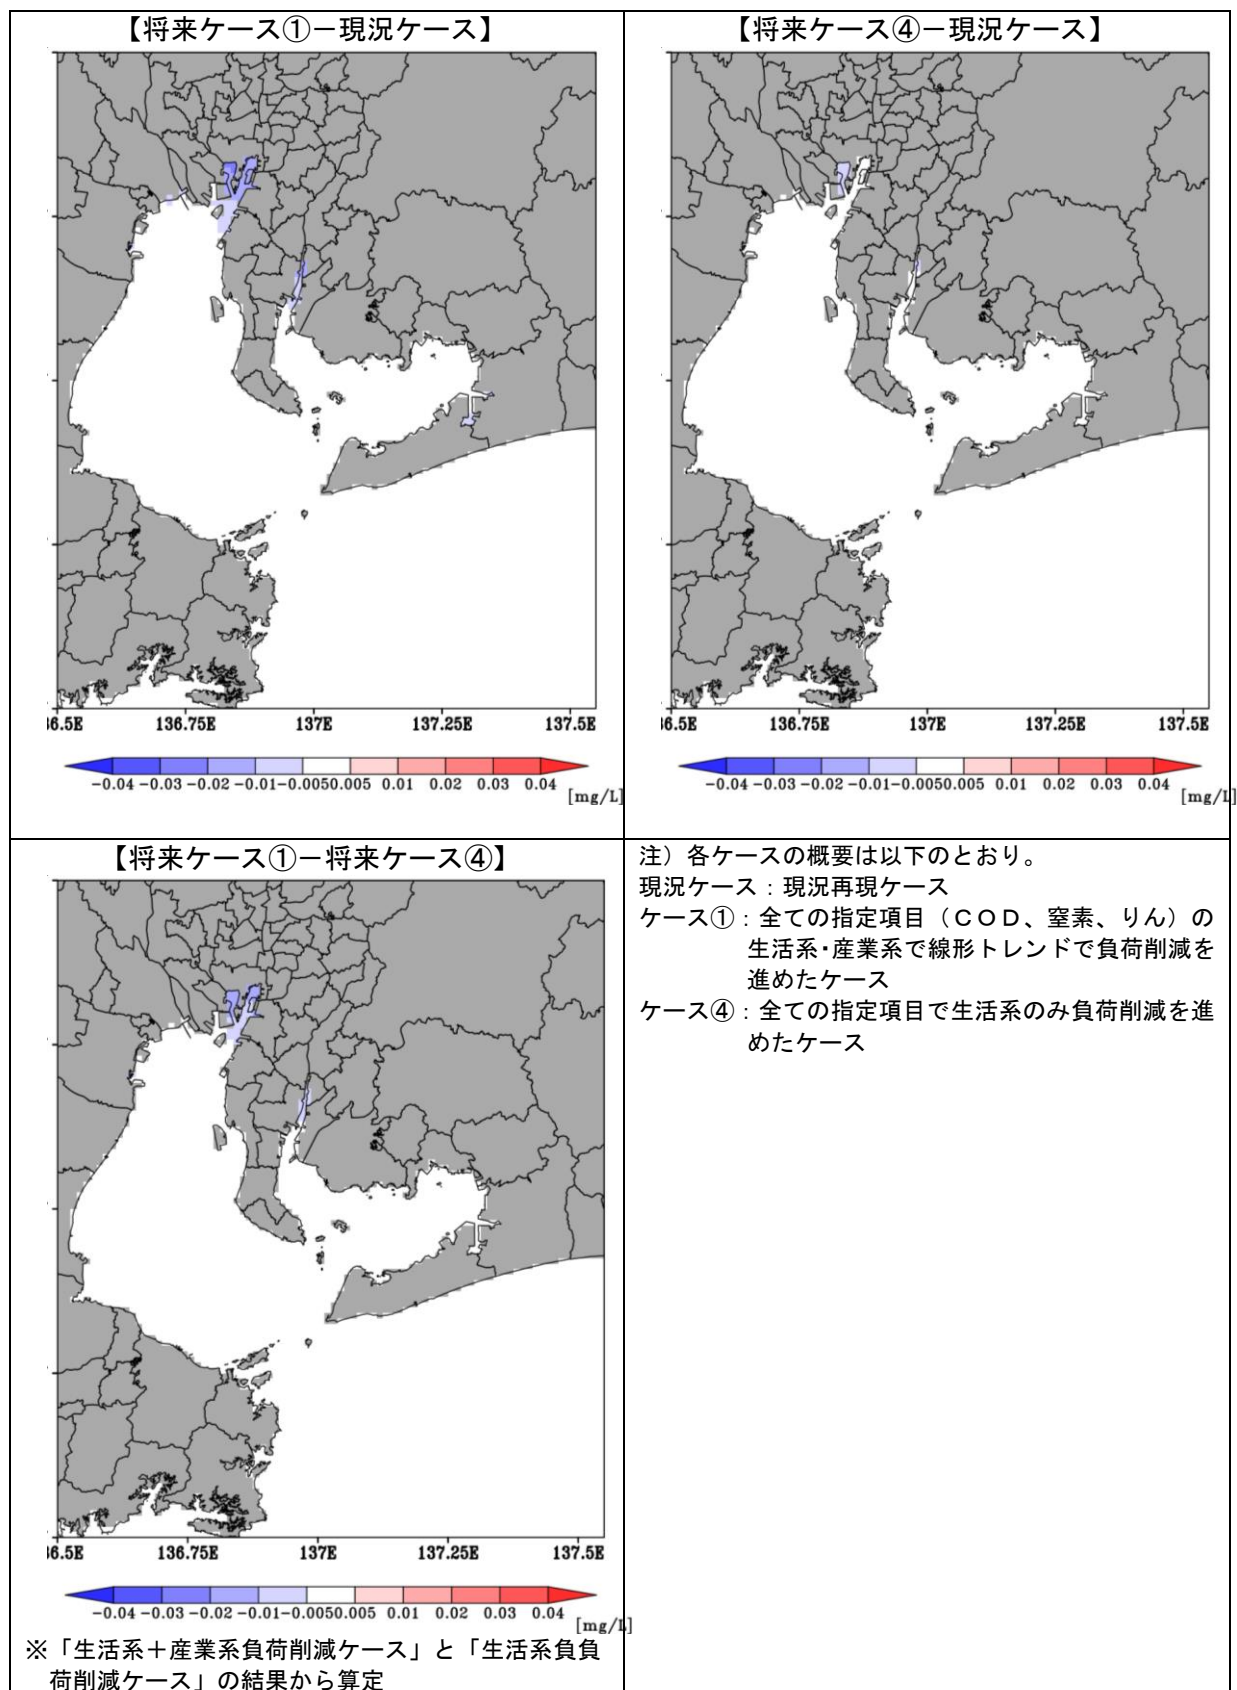 【将来ケース①－現況ケース】
36.5E 136.75E 137E 137.25E 137.5E
-0.04 -0.03 -0.02 -0.01 -0.005 0.005 0.01 0.02 0.03 0.04
[mg/L]
【将来ケース④－現況ケース】
36.5E 136.75E 137E 137.25E 137.5E
-0.04 -0.03 -0.02 -0.01 -0.005 0.005 0.01 0.02 0.03 0.04
[mg/L]
【将来ケース①－将来ケース④】
36.5E 136.75E 137E 137.25E 137.5E
-0.04 -0.03 -0.02 -0.01 -0.005 0.005 0.01 0.02 0.03 0.04
[mg/L]
※「生活系＋産業系負荷削減ケース」と「生活系負負
荷削減ケース」の結果から算定
注）各ケースの概要は以下のとおり。
現況ケース：現況再現ケース
ケース①：全ての指定項目（ＣＯＤ、窒素、りん）の
生活系・産業系で線形トレンドで負荷削減を
進めたケース
ケース④：全ての指定項目で生活系のみ負荷削減を進
めたケース